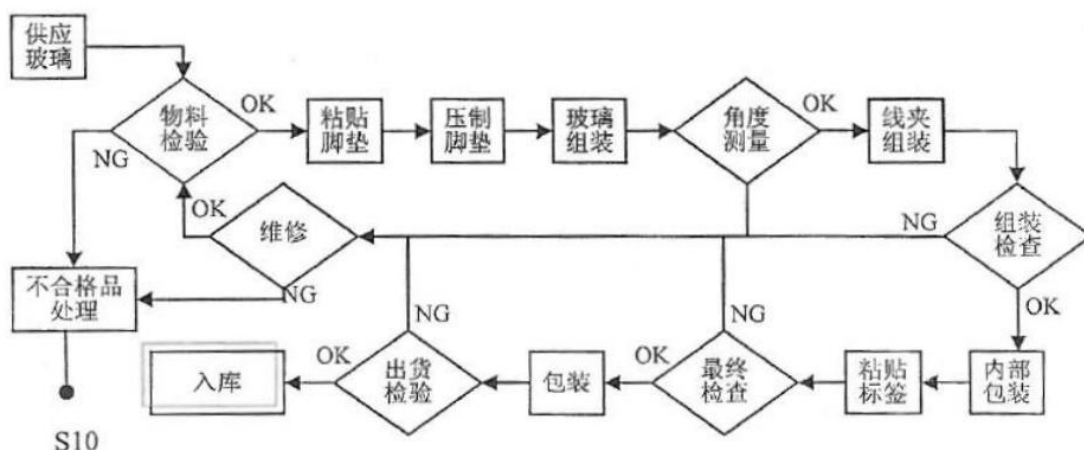 供应
玻璃
物料
检验
OK
NG
粘贴
脚垫
压制
脚垫
玻璃
组装
角度
测量
OK
线夹
组装
组装
检查
NG
OK
维修
OK
NG
不合格品
处理
S10
内部
包装
粘贴
标签
最终
检查
NG
OK
包装
出货
检验
NG
OK
入库